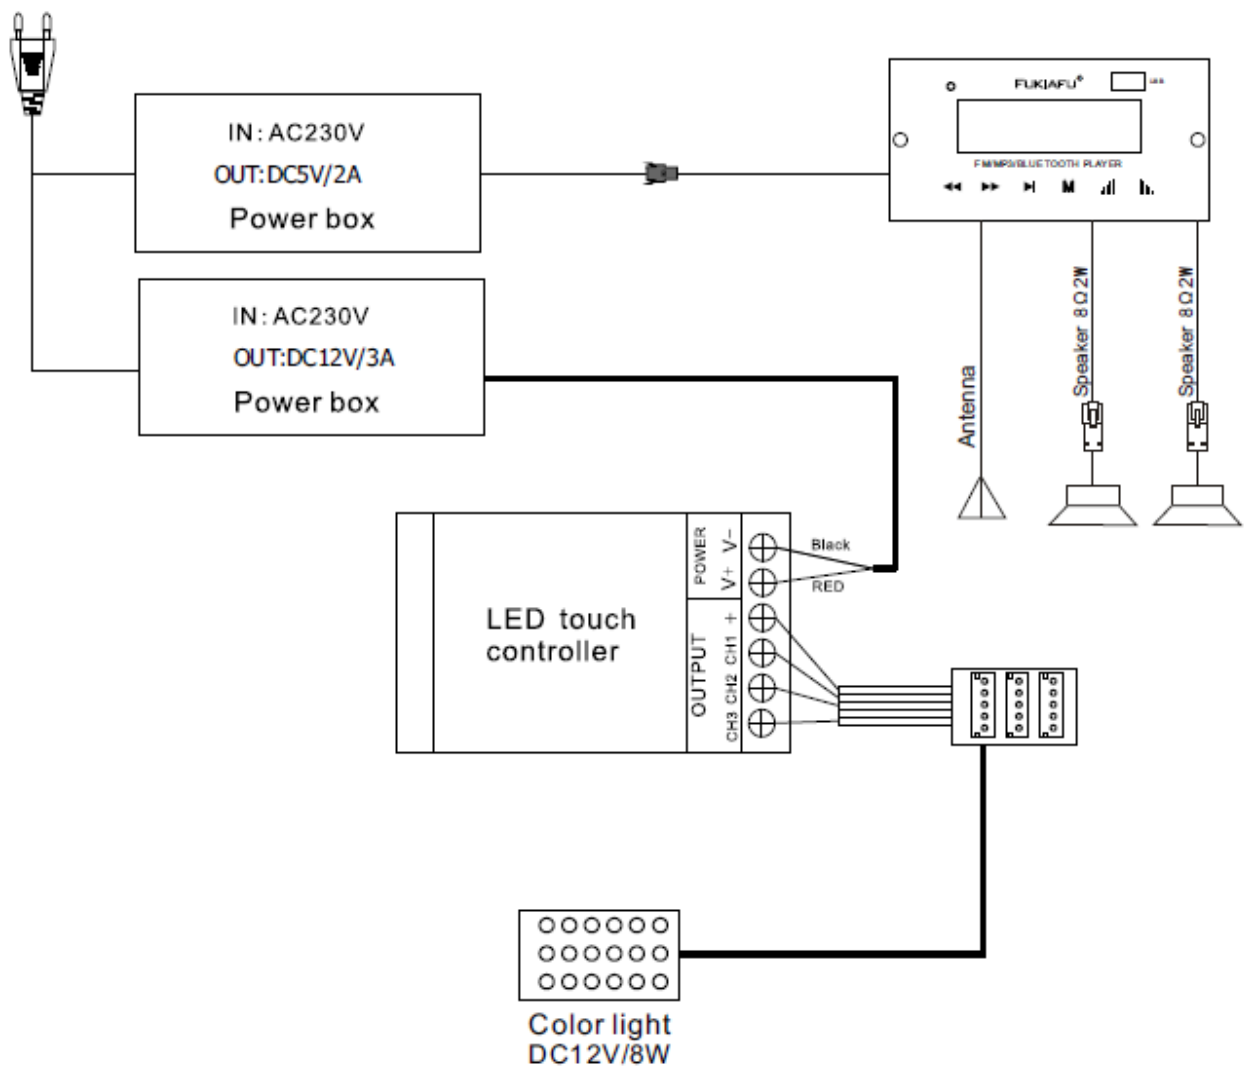 IN: AC230V
OUT:DC5V/2A
Power box
IN: AC230V
OUT:DC12V/3A
Power box
FUKIAFU
USB
FM/MP3/BLUETOOTH PLAYER
M
Antenna
Speaker 8Ω2W
Speaker 8Ω2W
LED touch
controller
POWER
V-
V+
OUTPUT
+
CH1
CH2
CH3
Black
RED
Color light
DC12V/8W